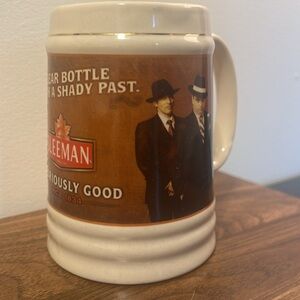 EAR BOTTLE
A SHADY PAST.
LEEMAN
IOUSLY GOOD